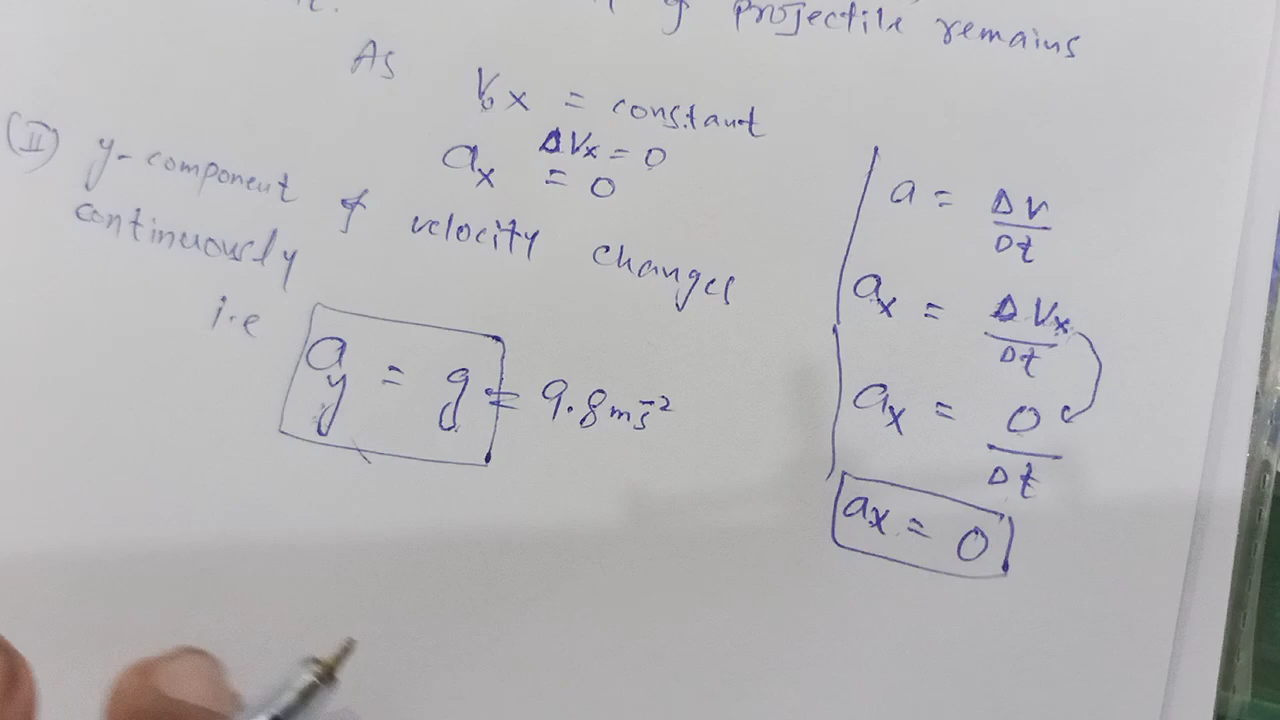 projectile remains
As
Vx = constant
ΔVx = 0
ax = 0
(II) y-component of velocity changes
continuously
i.e
ay = g = 9.8ms⁻²
a = ΔV/Δt
ax = ΔVx/Δt
ax = 0/Δt
ax = 0